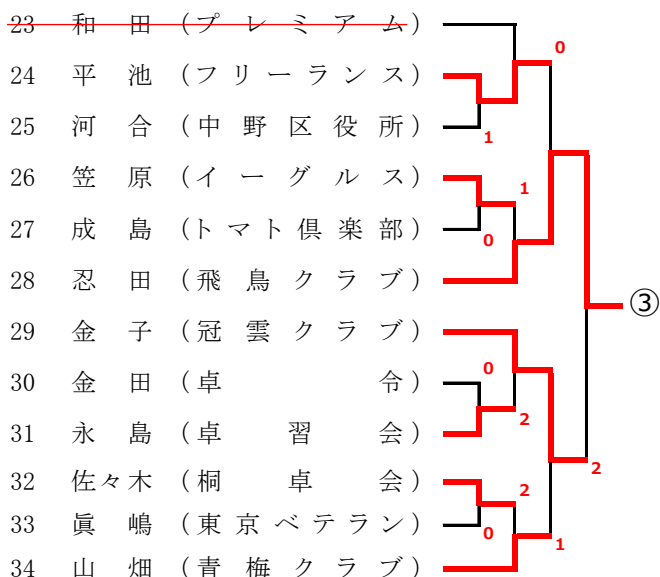 23 和田 (プレミアム)
0
24 平池 (フリーランス)
25 河合 (中野区役所)
1
26 笠原 (イーグルス)
1
27 成島 (トマト倶楽部)
0
28 忍田 (飛鳥クラブ)
③
29 金子 (冠雲クラブ)
0
30 金田 (卓令)
31 永島 (卓習会)
2
2
32 佐々木 (桐卓会)
2
33 眞嶋 (東京ベテラン)
0
1
34 山畑 (青梅クラブ)